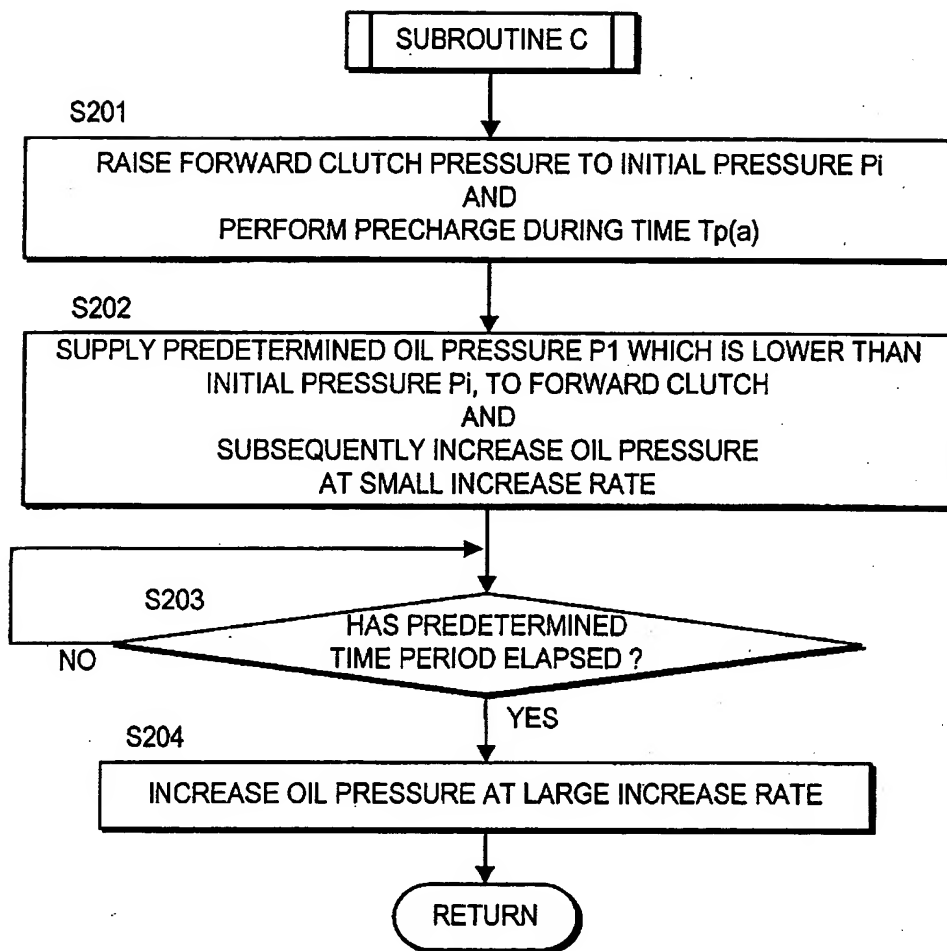 SUBROUTINE C
S201
RAISE FORWARD CLUTCH PRESSURE TO INITIAL PRESSURE Pi
AND
PERFORM PRECHARGE DURING TIME Tp(a)
S202
SUPPLY PREDETERMINED OIL PRESSURE P1 WHICH IS LOWER THAN
INITIAL PRESSURE Pi, TO FORWARD CLUTCH
AND
SUBSEQUENTLY INCREASE OIL PRESSURE
AT SMALL INCREASE RATE
S203
HAS PREDETERMINED
TIME PERIOD ELAPSED ?
NO
YES
S204
INCREASE OIL PRESSURE AT LARGE INCREASE RATE
RETURN